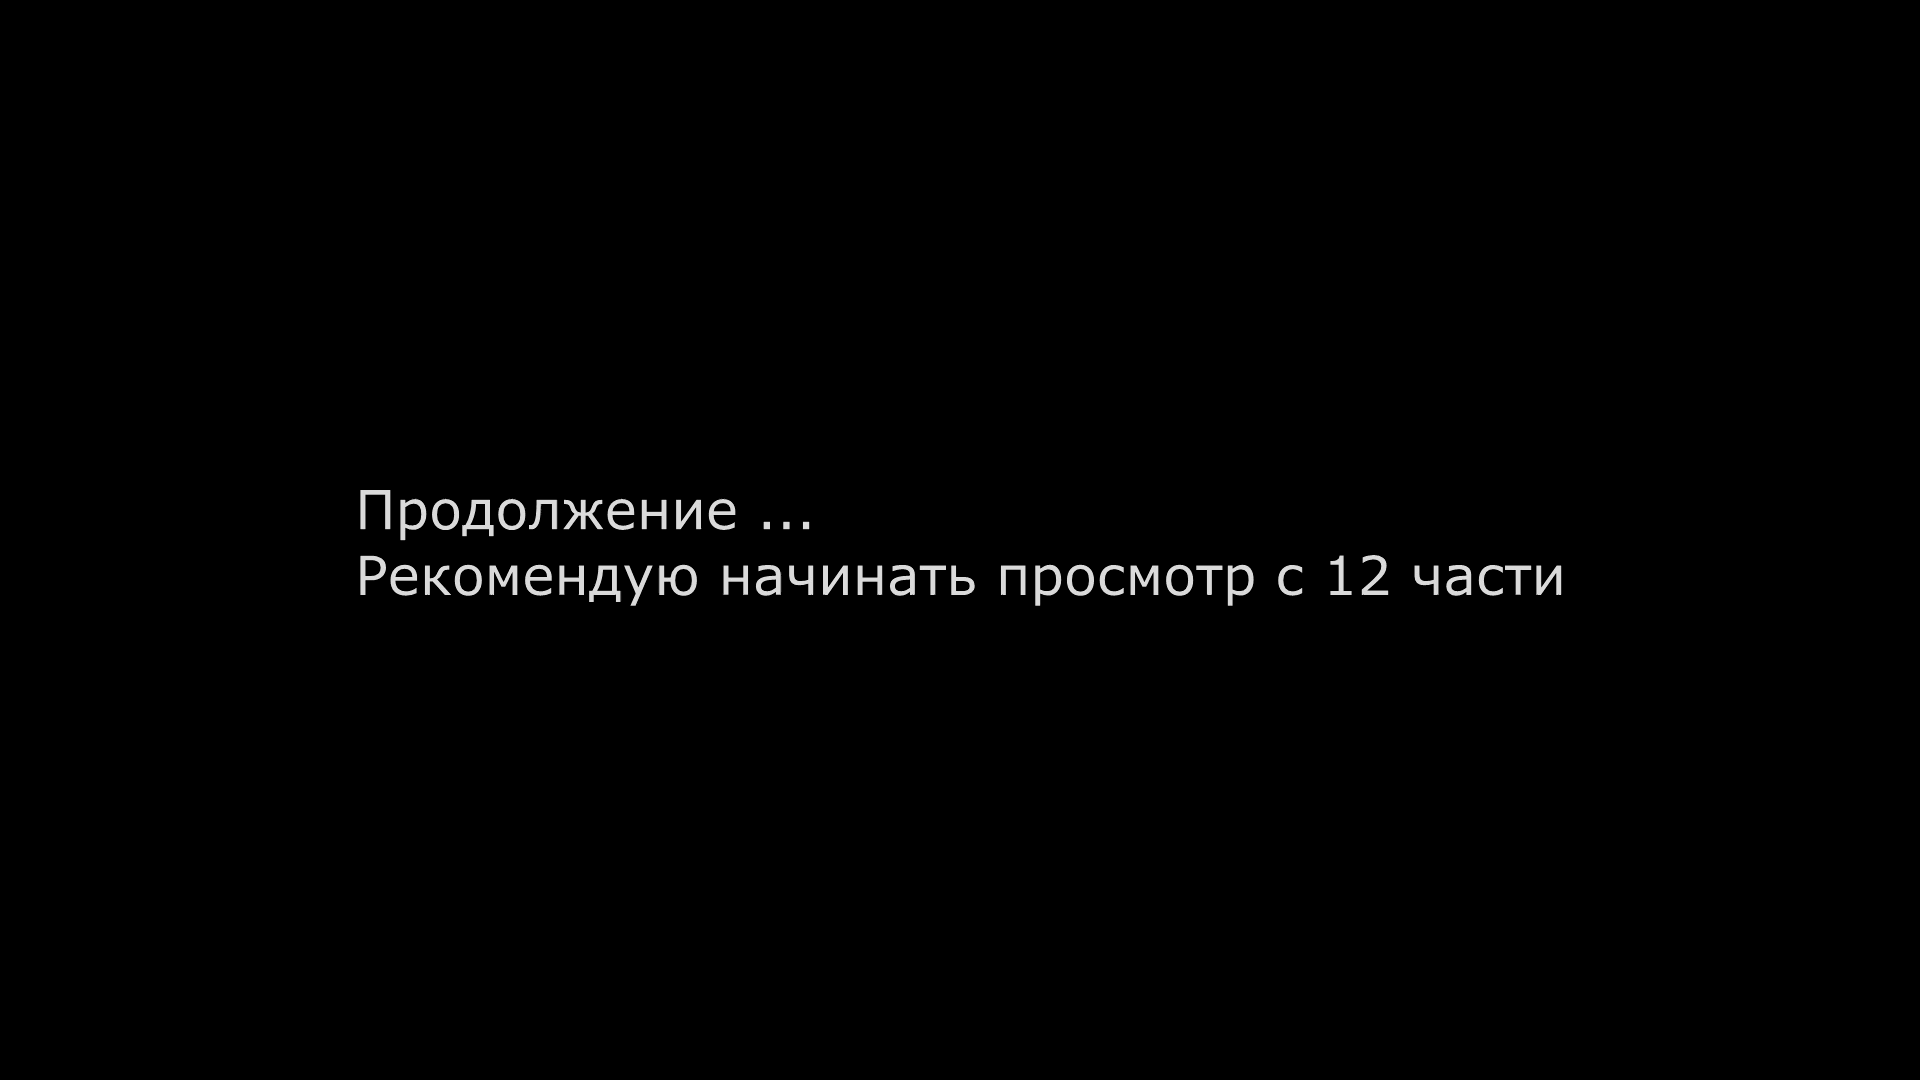 Продолжение ...
Рекомендую начинать просмотр с 12 части